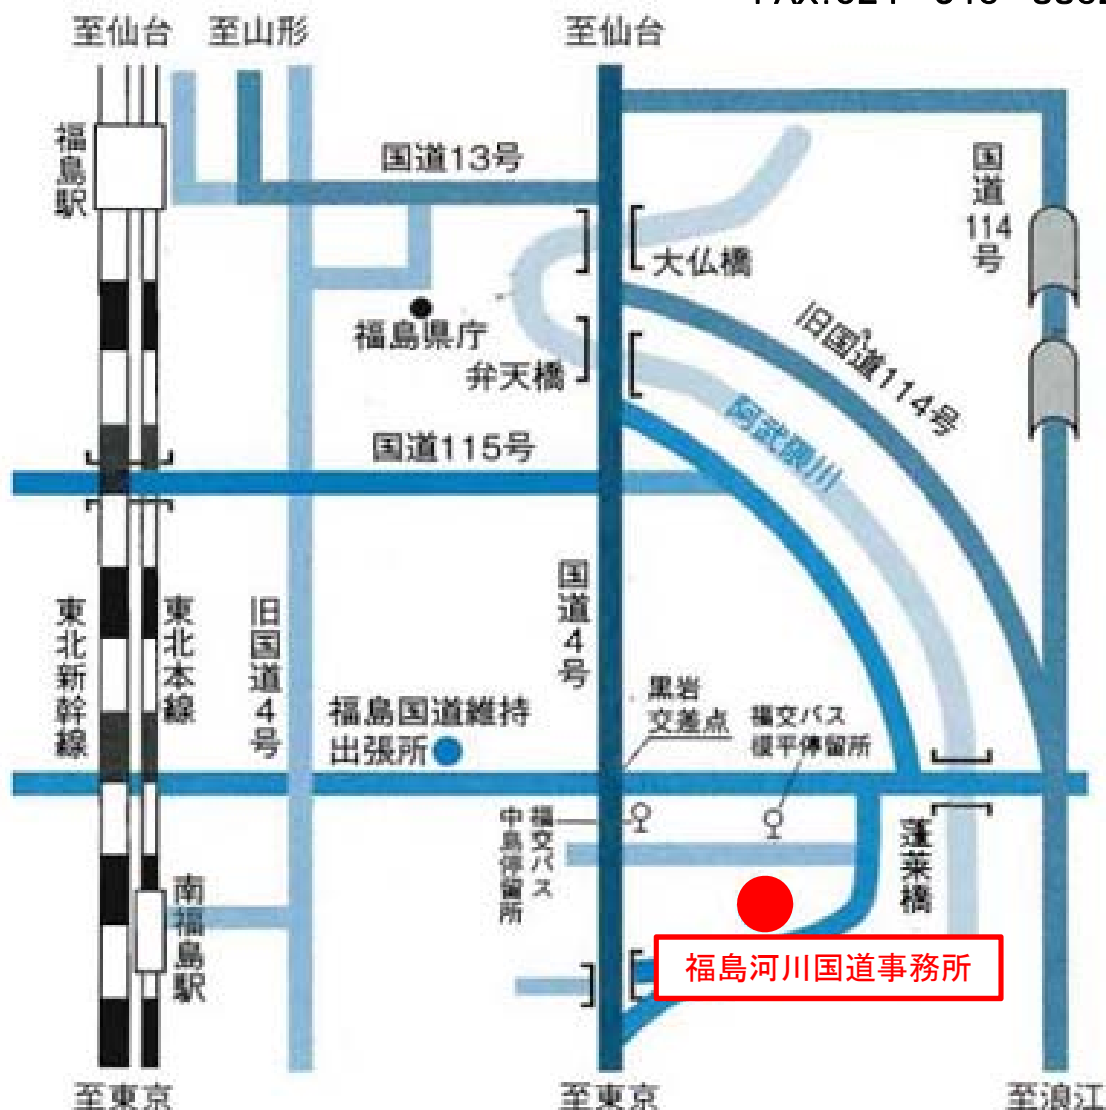 至仙台
至山形
至仙台
福島駅
国道13号
国道114号
大仏橋
福島県庁
旧国道114号
弁天橋
阿武隈川
国道115号
国道4号
東北新幹線
東北本線
旧国道4号
福島国道維持
出張所
黒岩
交差点
福交バス
榎平停留所
福交バス
中島停留所
蓬莱橋
南福島駅
福島河川国道事務所
至東京
至東京
至浪江